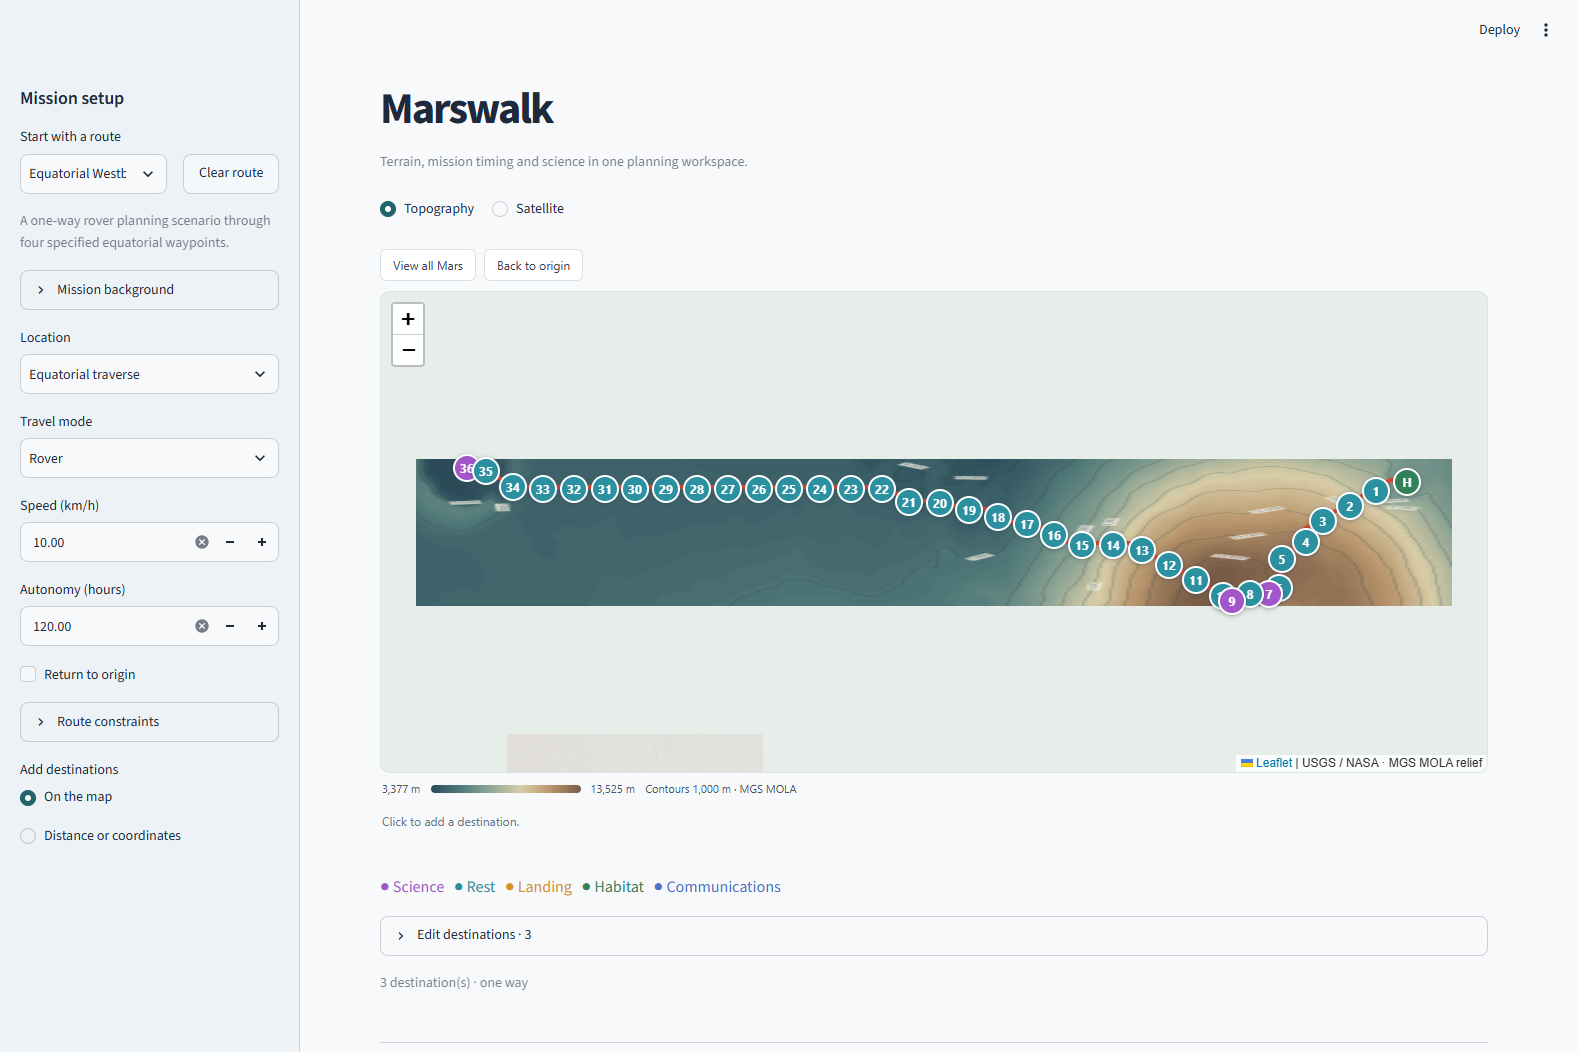 Deploy
Mission setup
Start with a route
Equatorial Westb
Clear route
A one-way rover planning scenario through
four specified equatorial waypoints.
Mission background
Location
Equatorial traverse
Travel mode
Rover
Speed (km/h)
10.00
Autonomy (hours)
120.00
Return to origin
Route constraints
Add destinations
On the map
Distance or coordinates
Marswalk
Terrain, mission timing and science in one planning workspace.
Topography
Satellite
View all Mars
Back to origin
+
−
36 35 34 33 32 31 30 29 28 27 26 25 24 23 22 21 20 19 18 17 16 15 14 13 12 11 9 8 7 5 4 3 2 1 H
Leaflet | USGS / NASA · MGS MOLA relief
3,377 m
13,525 m
Contours 1,000 m · MGS MOLA
Click to add a destination.
Science
Rest
Landing
Habitat
Communications
Edit destinations · 3
3 destination(s) · one way